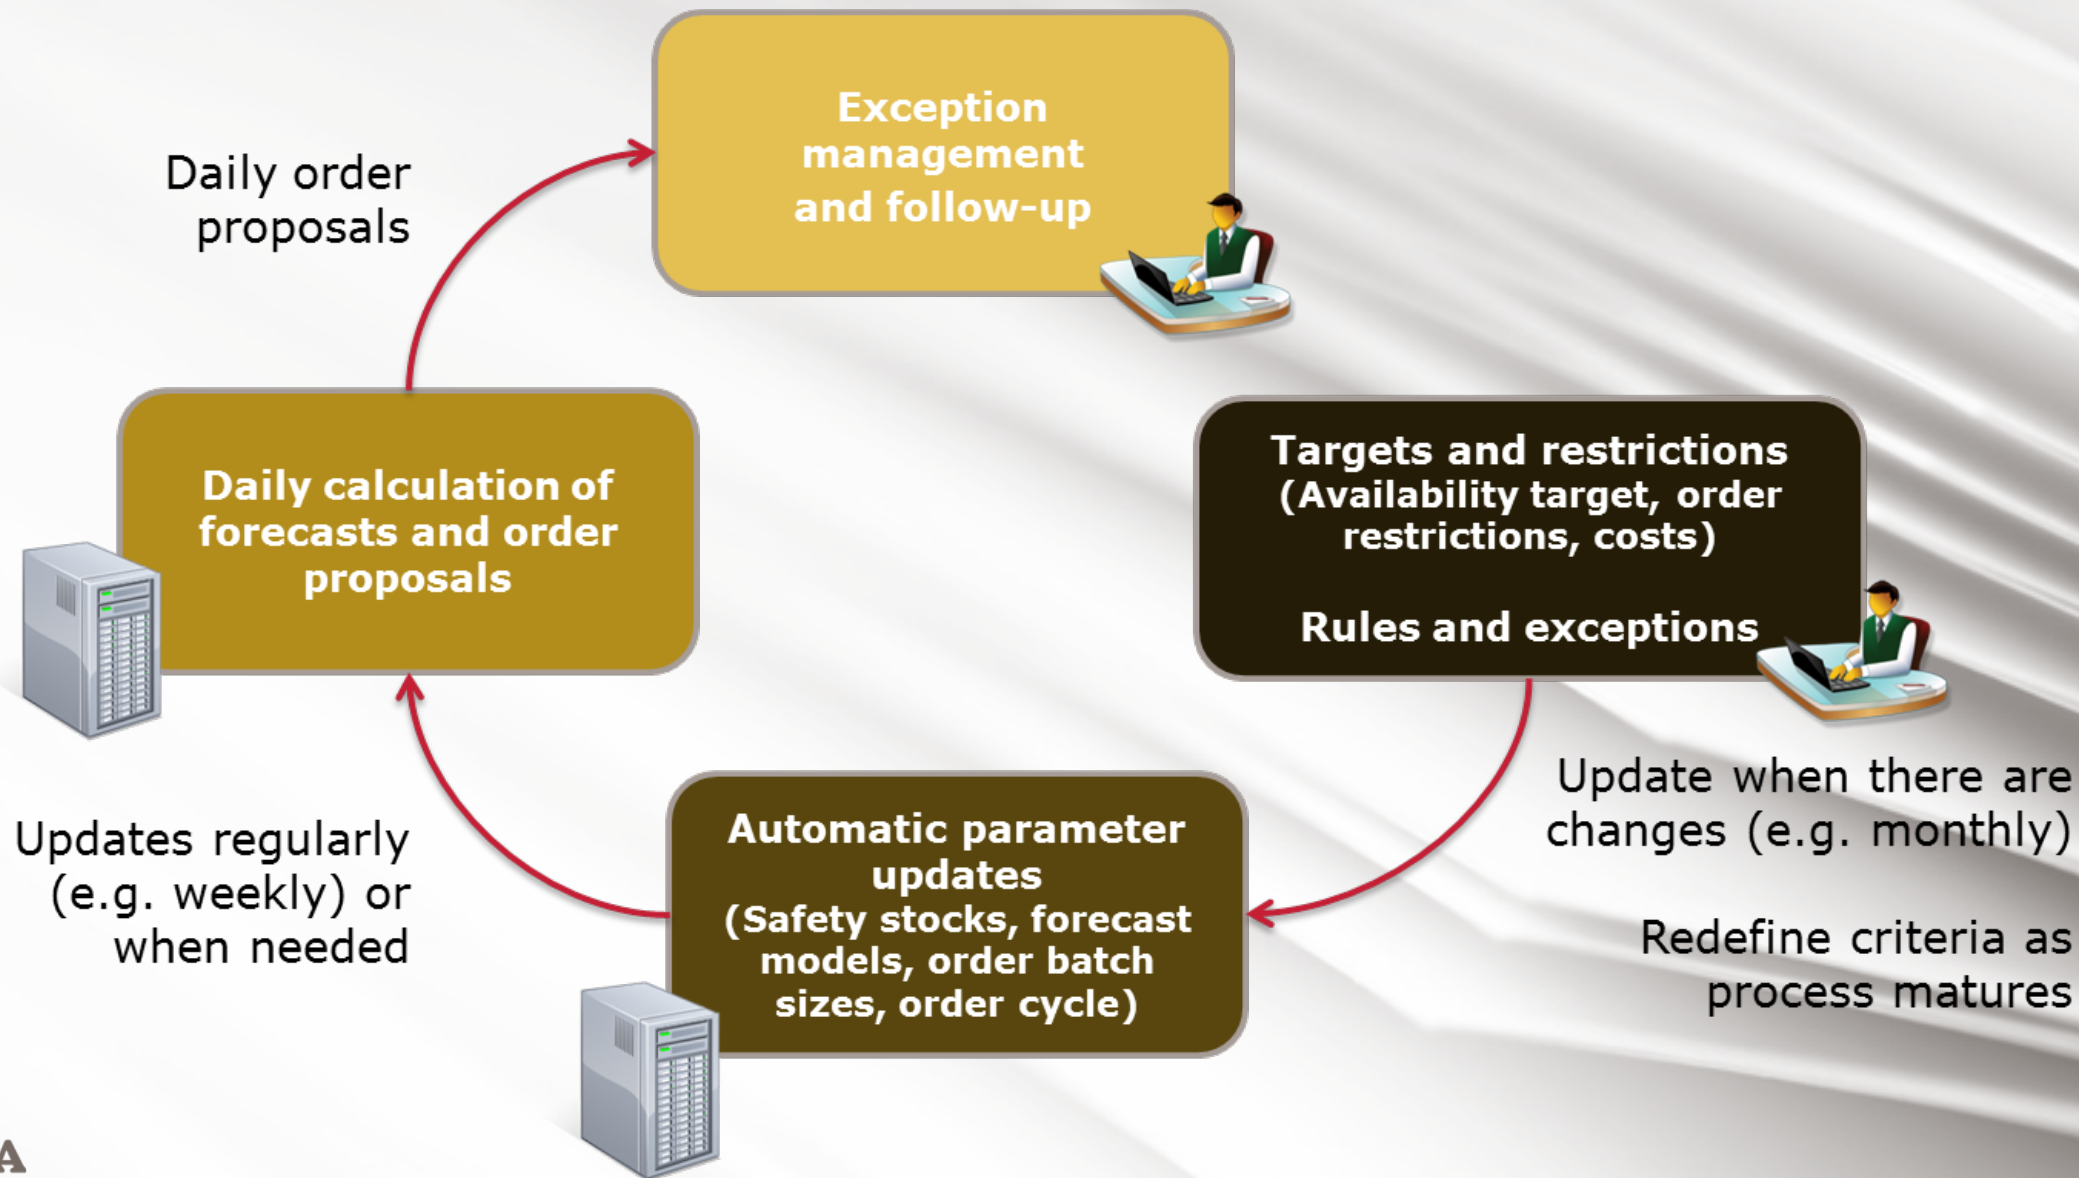 Exception
management
and follow-up
Daily order
proposals
Daily calculation of
forecasts and order
proposals
Targets and restrictions
(Availability target, order
restrictions, costs)
Rules and exceptions
Updates regularly
(e.g. weekly) or
when needed
Automatic parameter
updates
(Safety stocks, forecast
models, order batch
sizes, order cycle)
Update when there are
changes (e.g. monthly)
Redefine criteria as
process matures
A